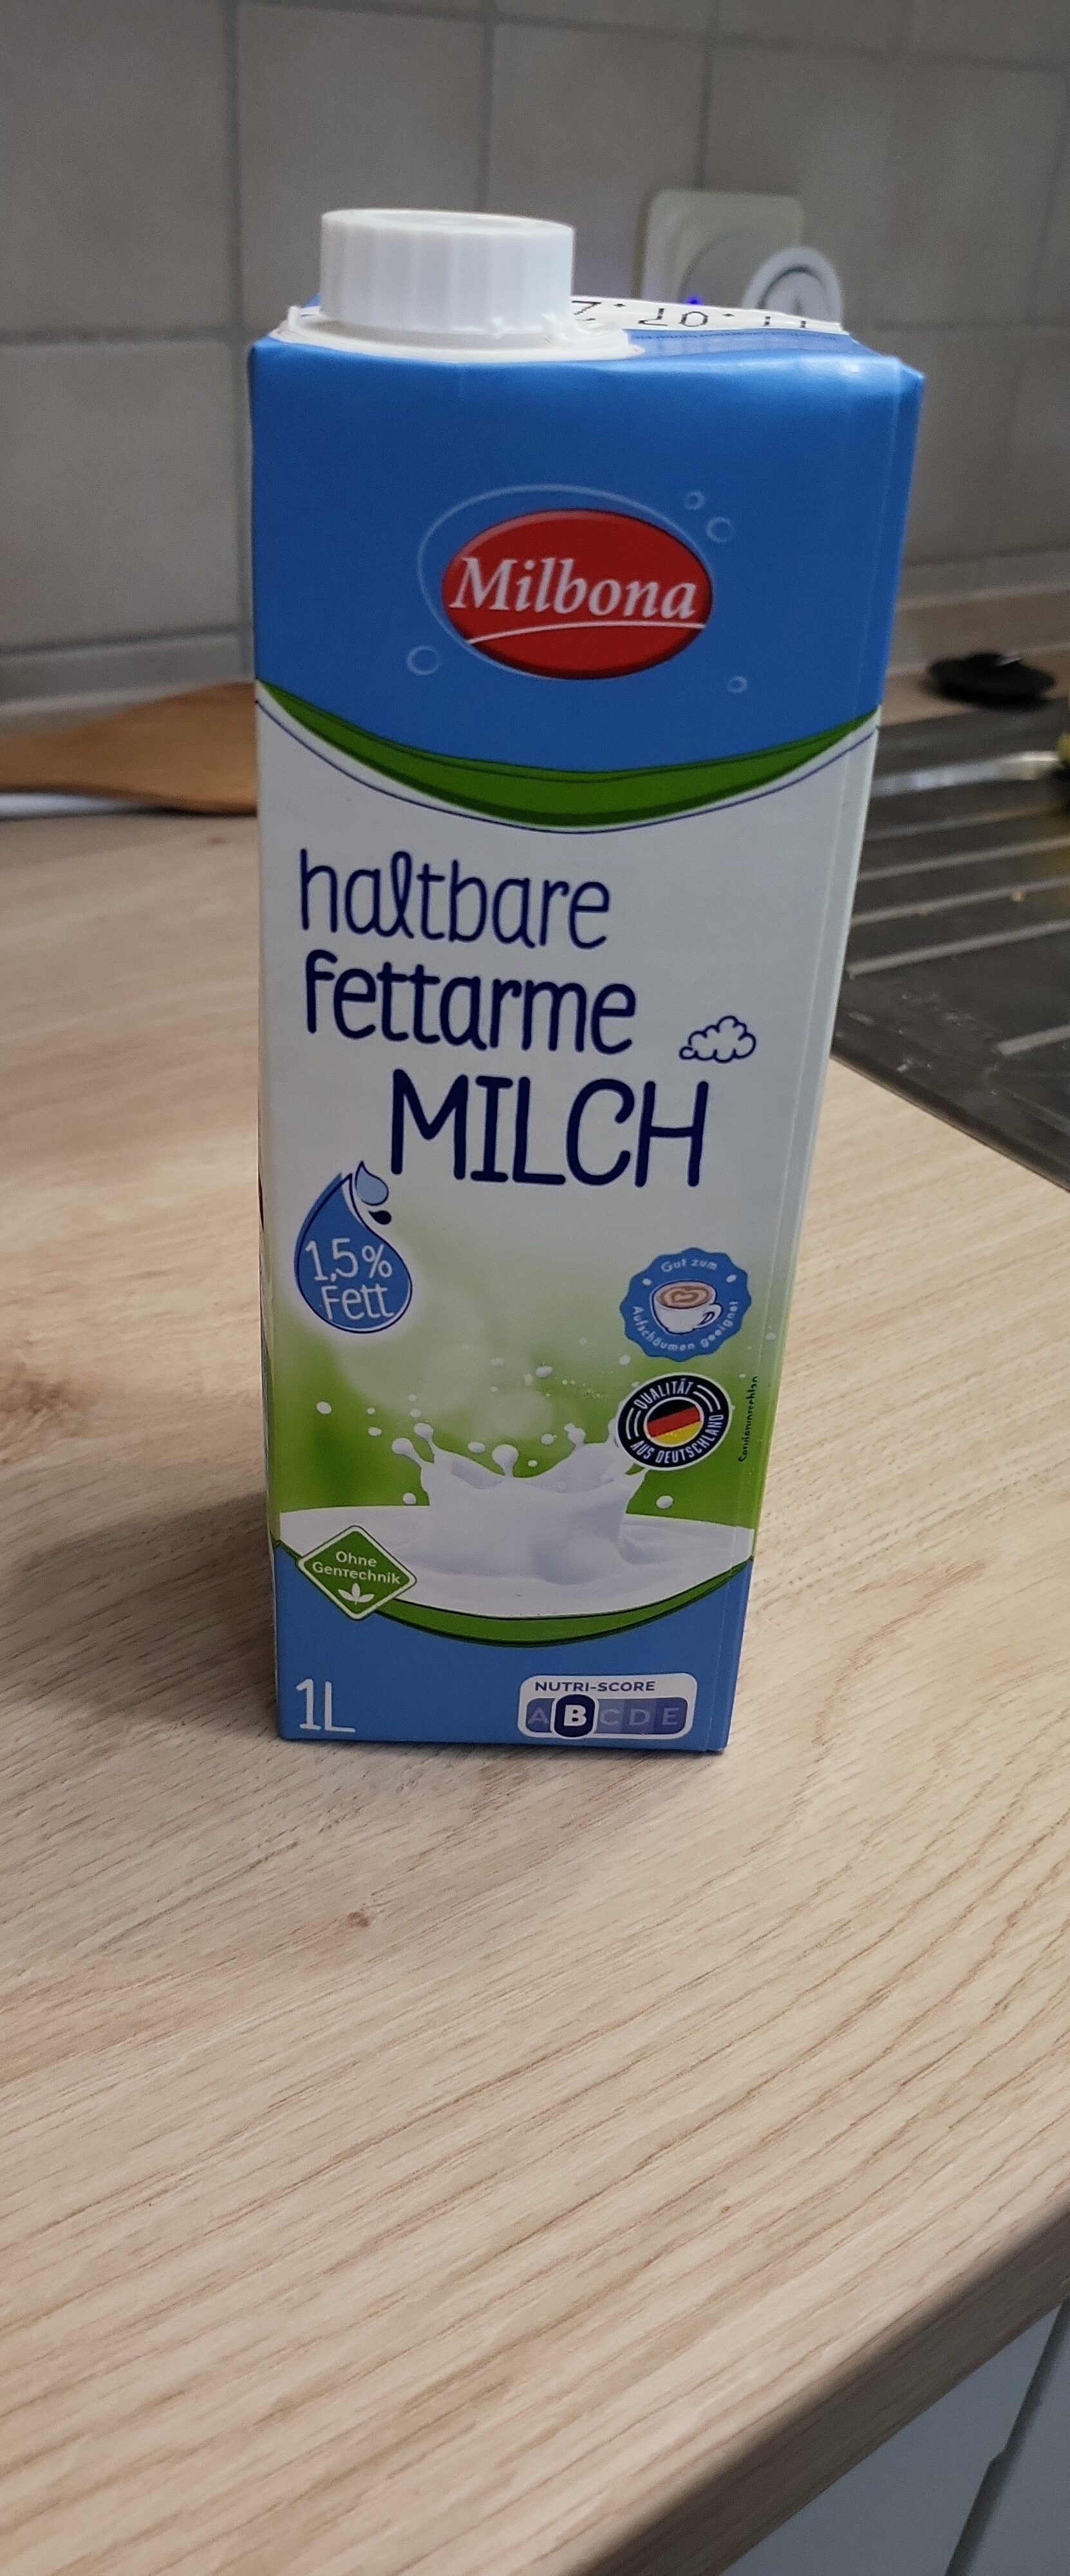 Milbona
haltbare
fettarme
MILCH
1,5%
Fett
Gut zum
Aufschäumen geeignet
QUALITÄT
AUS DEUTSCHLAND
Serviervorschlag
Ohne
GenTechnik
1L
NUTRI-SCORE
A B C D E